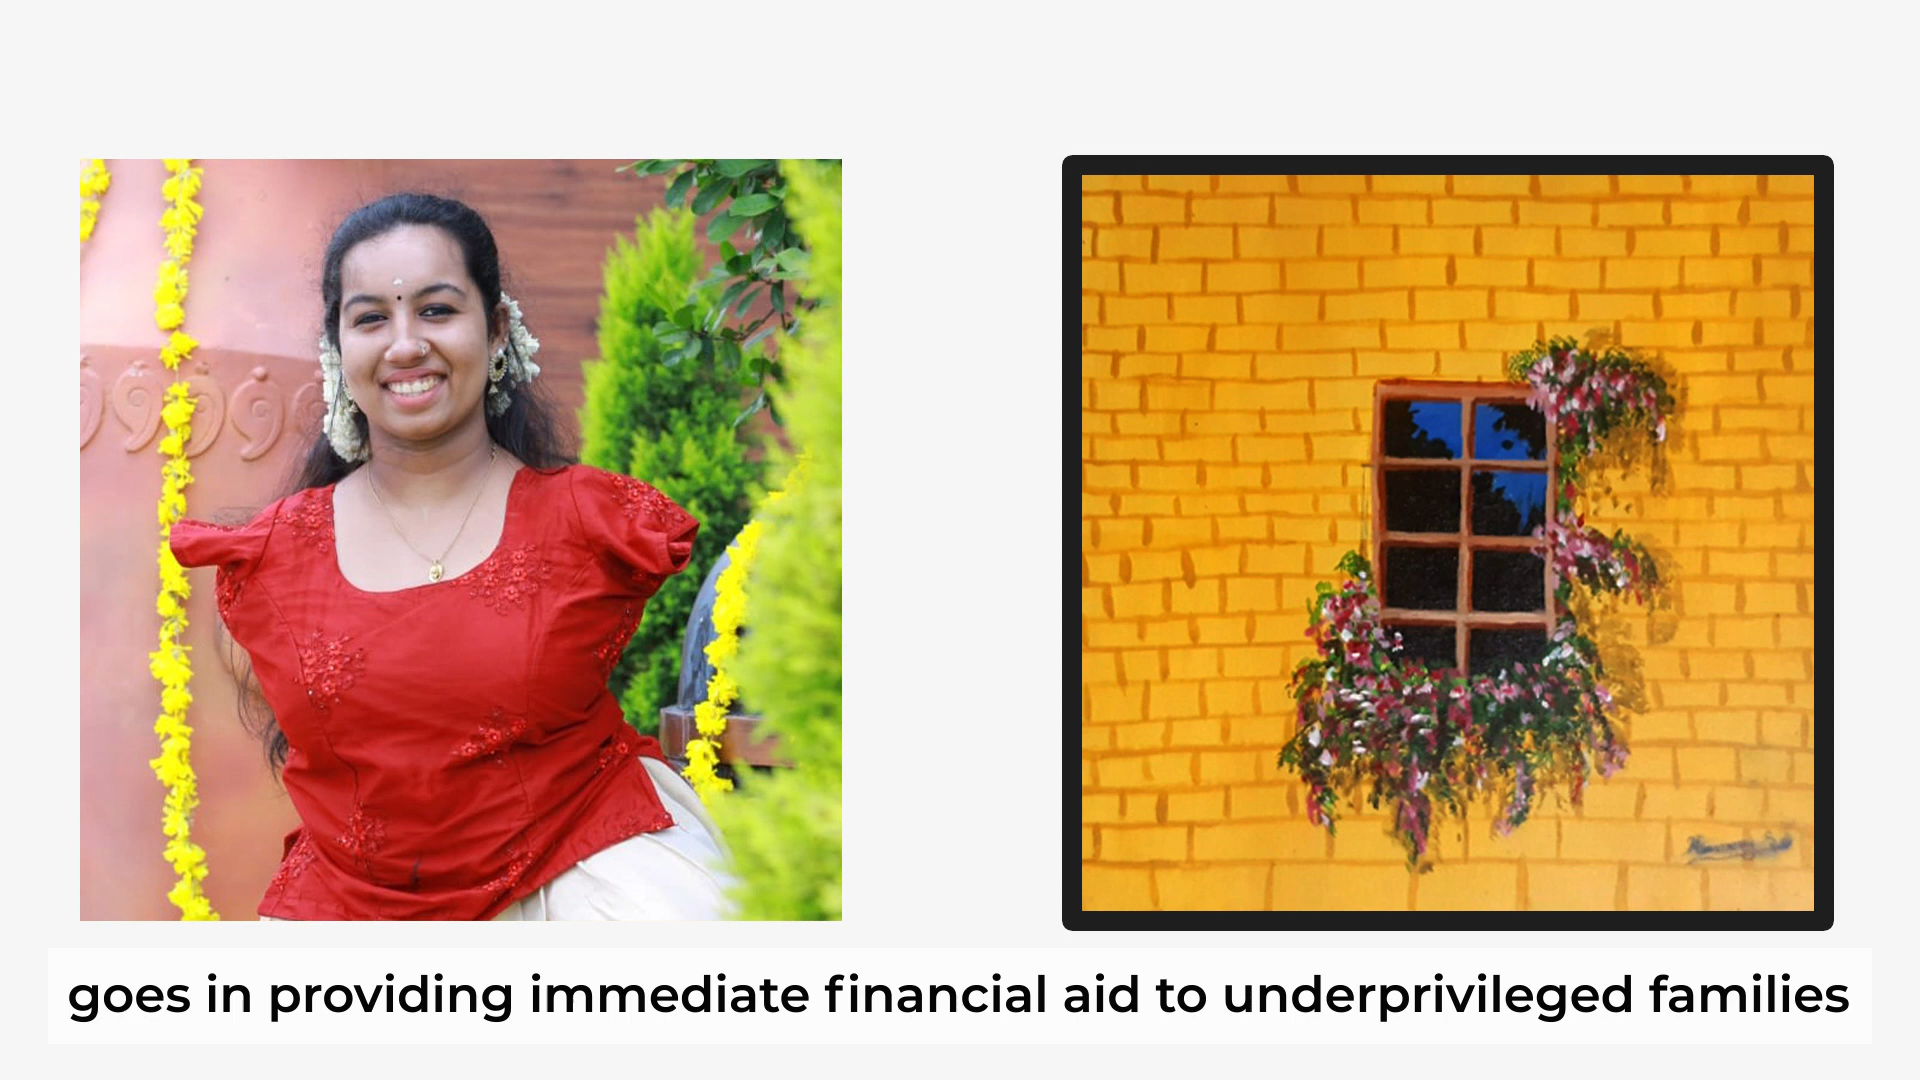 goes in providing immediate financial aid to underprivileged families